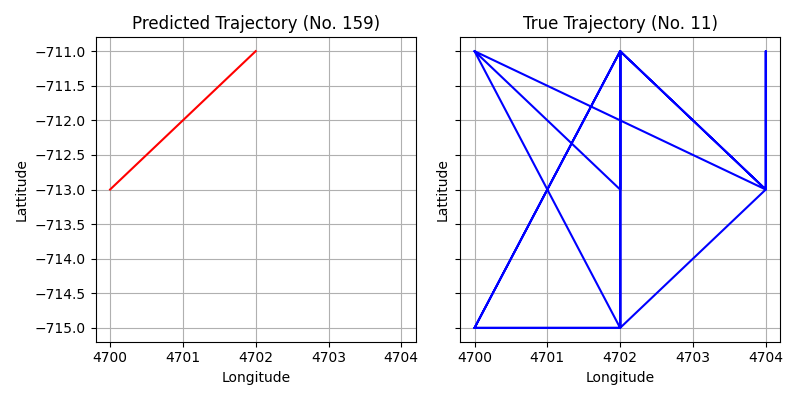 Predicted Trajectory (No. 159)
True Trajectory (No. 11)
Lattitude
−711.0
−711.5
−712.0
−712.5
−713.0
−713.5
−714.0
−714.5
−715.0
4700 4701 4702 4703 4704
Longitude
Lattitude
4700 4701 4702 4703 4704
Longitude